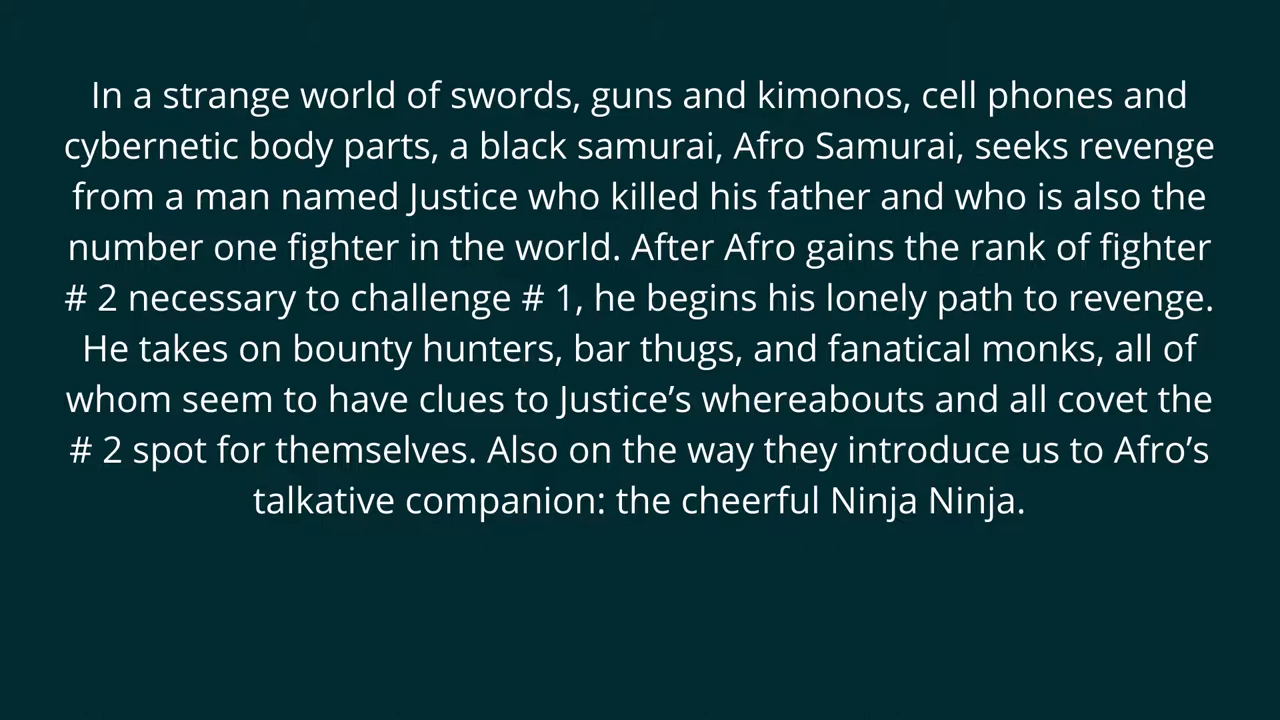 In a strange world of swords, guns and kimonos, cell phones and
cybernetic body parts, a black samurai, Afro Samurai, seeks revenge
from a man named Justice who killed his father and who is also the
number one fighter in the world. After Afro gains the rank of fighter
# 2 necessary to challenge # 1, he begins his lonely path to revenge.
He takes on bounty hunters, bar thugs, and fanatical monks, all of
whom seem to have clues to Justice’s whereabouts and all covet the
# 2 spot for themselves. Also on the way they introduce us to Afro’s
talkative companion: the cheerful Ninja Ninja.